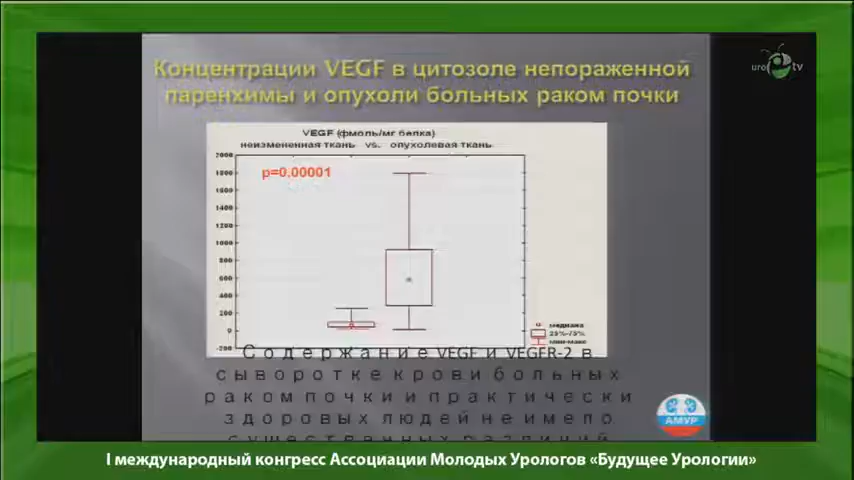 Концентрации VEGF в цитозоле непораженной
паренхимы и опухоли больных раком почки
uro tv
VEGF (фмоль/мг белка)
неизмененная ткань vs. опухолевая ткань
p=0.00001
2000
1800
1600
1400
1200
1000
800
600
400
200
0
-200
медиана
25%-75%
мин-макс
Содержание VEGF и VEGFR-2 в
сыворотке крови больных
раком почки и практически
здоровых людей не имело
существенных различий
АМУР
I международный конгресс Ассоциации Молодых Урологов «Будущее Урологии»